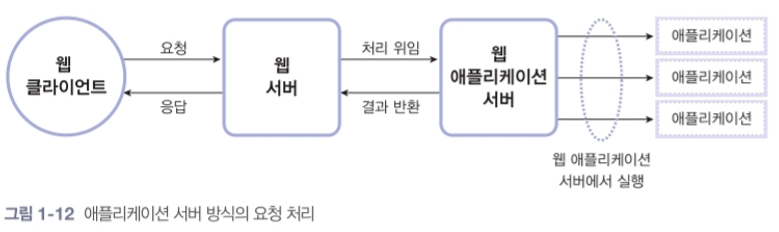 웹
클라이언트
요청
응답
웹
서버
처리 위임
결과 반환
웹
애플리케이션
서버
애플리케이션
애플리케이션
애플리케이션
웹 애플리케이션
서버에서 실행
그림 1-12 애플리케이션 서버 방식의 요청 처리